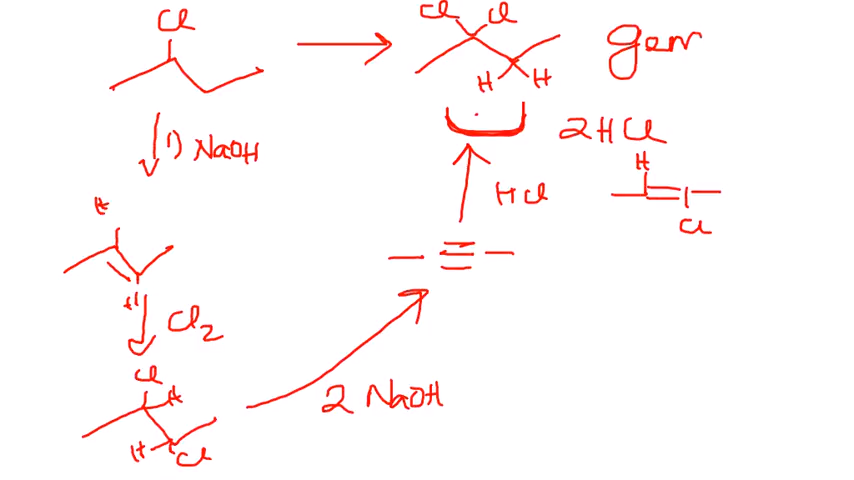 Cl
Cl Cl
gem
H H
1) NaOH
2HCl
H
HCl
Cl
H
H
Cl2
Cl
H
H Cl
2 NaOH